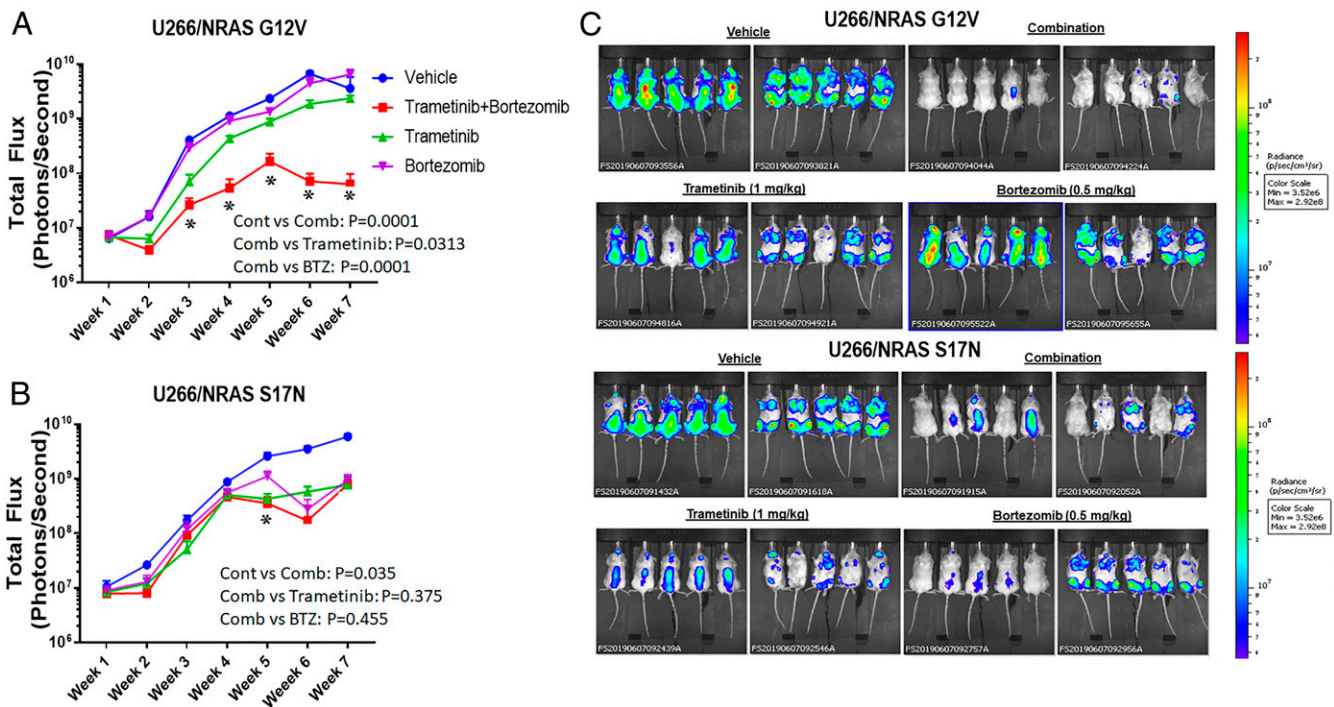 A
U266/NRAS G12V
Total Flux
(Photons/Second)
10^10
10^9
10^8
10^7
10^6
Vehicle
Trametinib+Bortezomib
Trametinib
Bortezomib
* * * * *
Cont vs Comb: P=0.0001
Comb vs Trametinib: P=0.0313
Comb vs BTZ: P=0.0001
Week 1
Week 2
Week 3
Week 4
Week 5
Weeek 6
Week 7
B
U266/NRAS S17N
Total Flux
(Photons/Second)
10^10
10^9
10^8
10^7
10^6
*
Cont vs Comb: P=0.035
Comb vs Trametinib: P=0.375
Comb vs BTZ: P=0.455
Week 1
Week 2
Week 3
Week 4
Week 5
Weeek 6
Week 7
C
U266/NRAS G12V
Vehicle
Combination
FS20190607093556A
FS20190607093821A
FS20190607094044A
FS20190607094224A
Trametinib (1 mg/kg)
Bortezomib (0.5 mg/kg)
FS20190607094816A
FS20190607094921A
FS20190607095522A
FS20190607095655A
Radiance
(p/sec/cm²/sr)
Color Scale
Min = 3.52e6
Max = 2.92e8
U266/NRAS S17N
Vehicle
Combination
FS20190607091432A
FS20190607091618A
FS20190607091915A
FS20190607092052A
Trametinib (1 mg/kg)
Bortezomib (0.5 mg/kg)
FS20190607092439A
FS20190607092546A
FS20190607092757A
FS20190607092956A
Radiance
(p/sec/cm²/sr)
Color Scale
Min = 3.52e6
Max = 2.92e8